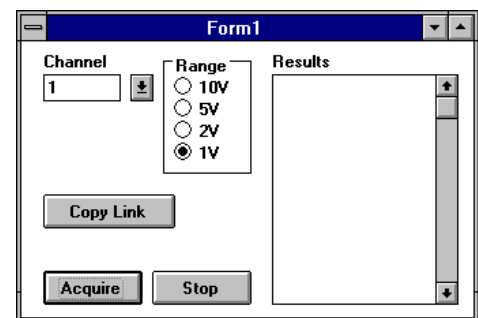 Form1
Channel
1
Range
10V
5V
2V
1V
Results
Copy Link
Acquire
Stop